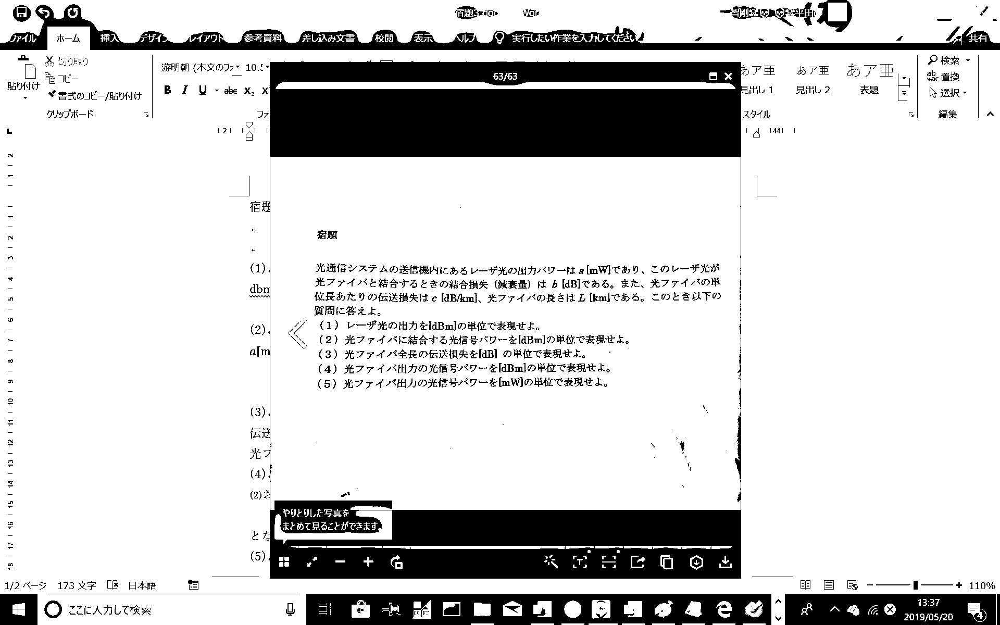 ホーム
挿入
デザイン
レイアウト
参考資料
差し込み文書
校閲
表示
ヘルプ
実行したい作業を入力してください
共有
切り取り
コピー
貼り付け
書式のコピー/貼り付け
クリップボード
游明朝 (本文のフ
10.5
B I U abc X₂
63/63
あア亜 あア亜 あア亜
見出し 1 見出し 2 表題
スタイル
検索
置換
選択
編集
2
44
宿題
(1)
dbm
(2)
a[m
(3)
伝送
光フ
(4)
(2)お
とな
(5)
宿題
光通信システムの送信機内にあるレーザ光の出力パワーは a [mW]であり、このレーザ光が
光ファイバと結合するときの結合損失（減衰量）は b [dB]である。また、光ファイバの単
位長あたりの伝送損失は c [dB/km]、光ファイバの長さは L [km]である。このとき以下の
質問に答えよ。
（１）レーザ光の出力を[dBm]の単位で表現せよ。
（２）光ファイバに結合する光信号パワーを[dBm]の単位で表現せよ。
（３）光ファイバ全長の伝送損失を[dB] の単位で表現せよ。
（４）光ファイバ出力の光信号パワーを[dBm]の単位で表現せよ。
（５）光ファイバ出力の光信号パワーを[mW]の単位で表現せよ。
やりとりした写真を
まとめて見ることができます。
1/2 ページ 173 文字 日本語
110%
ここに入力して検索
13:37
2019/05/20
4